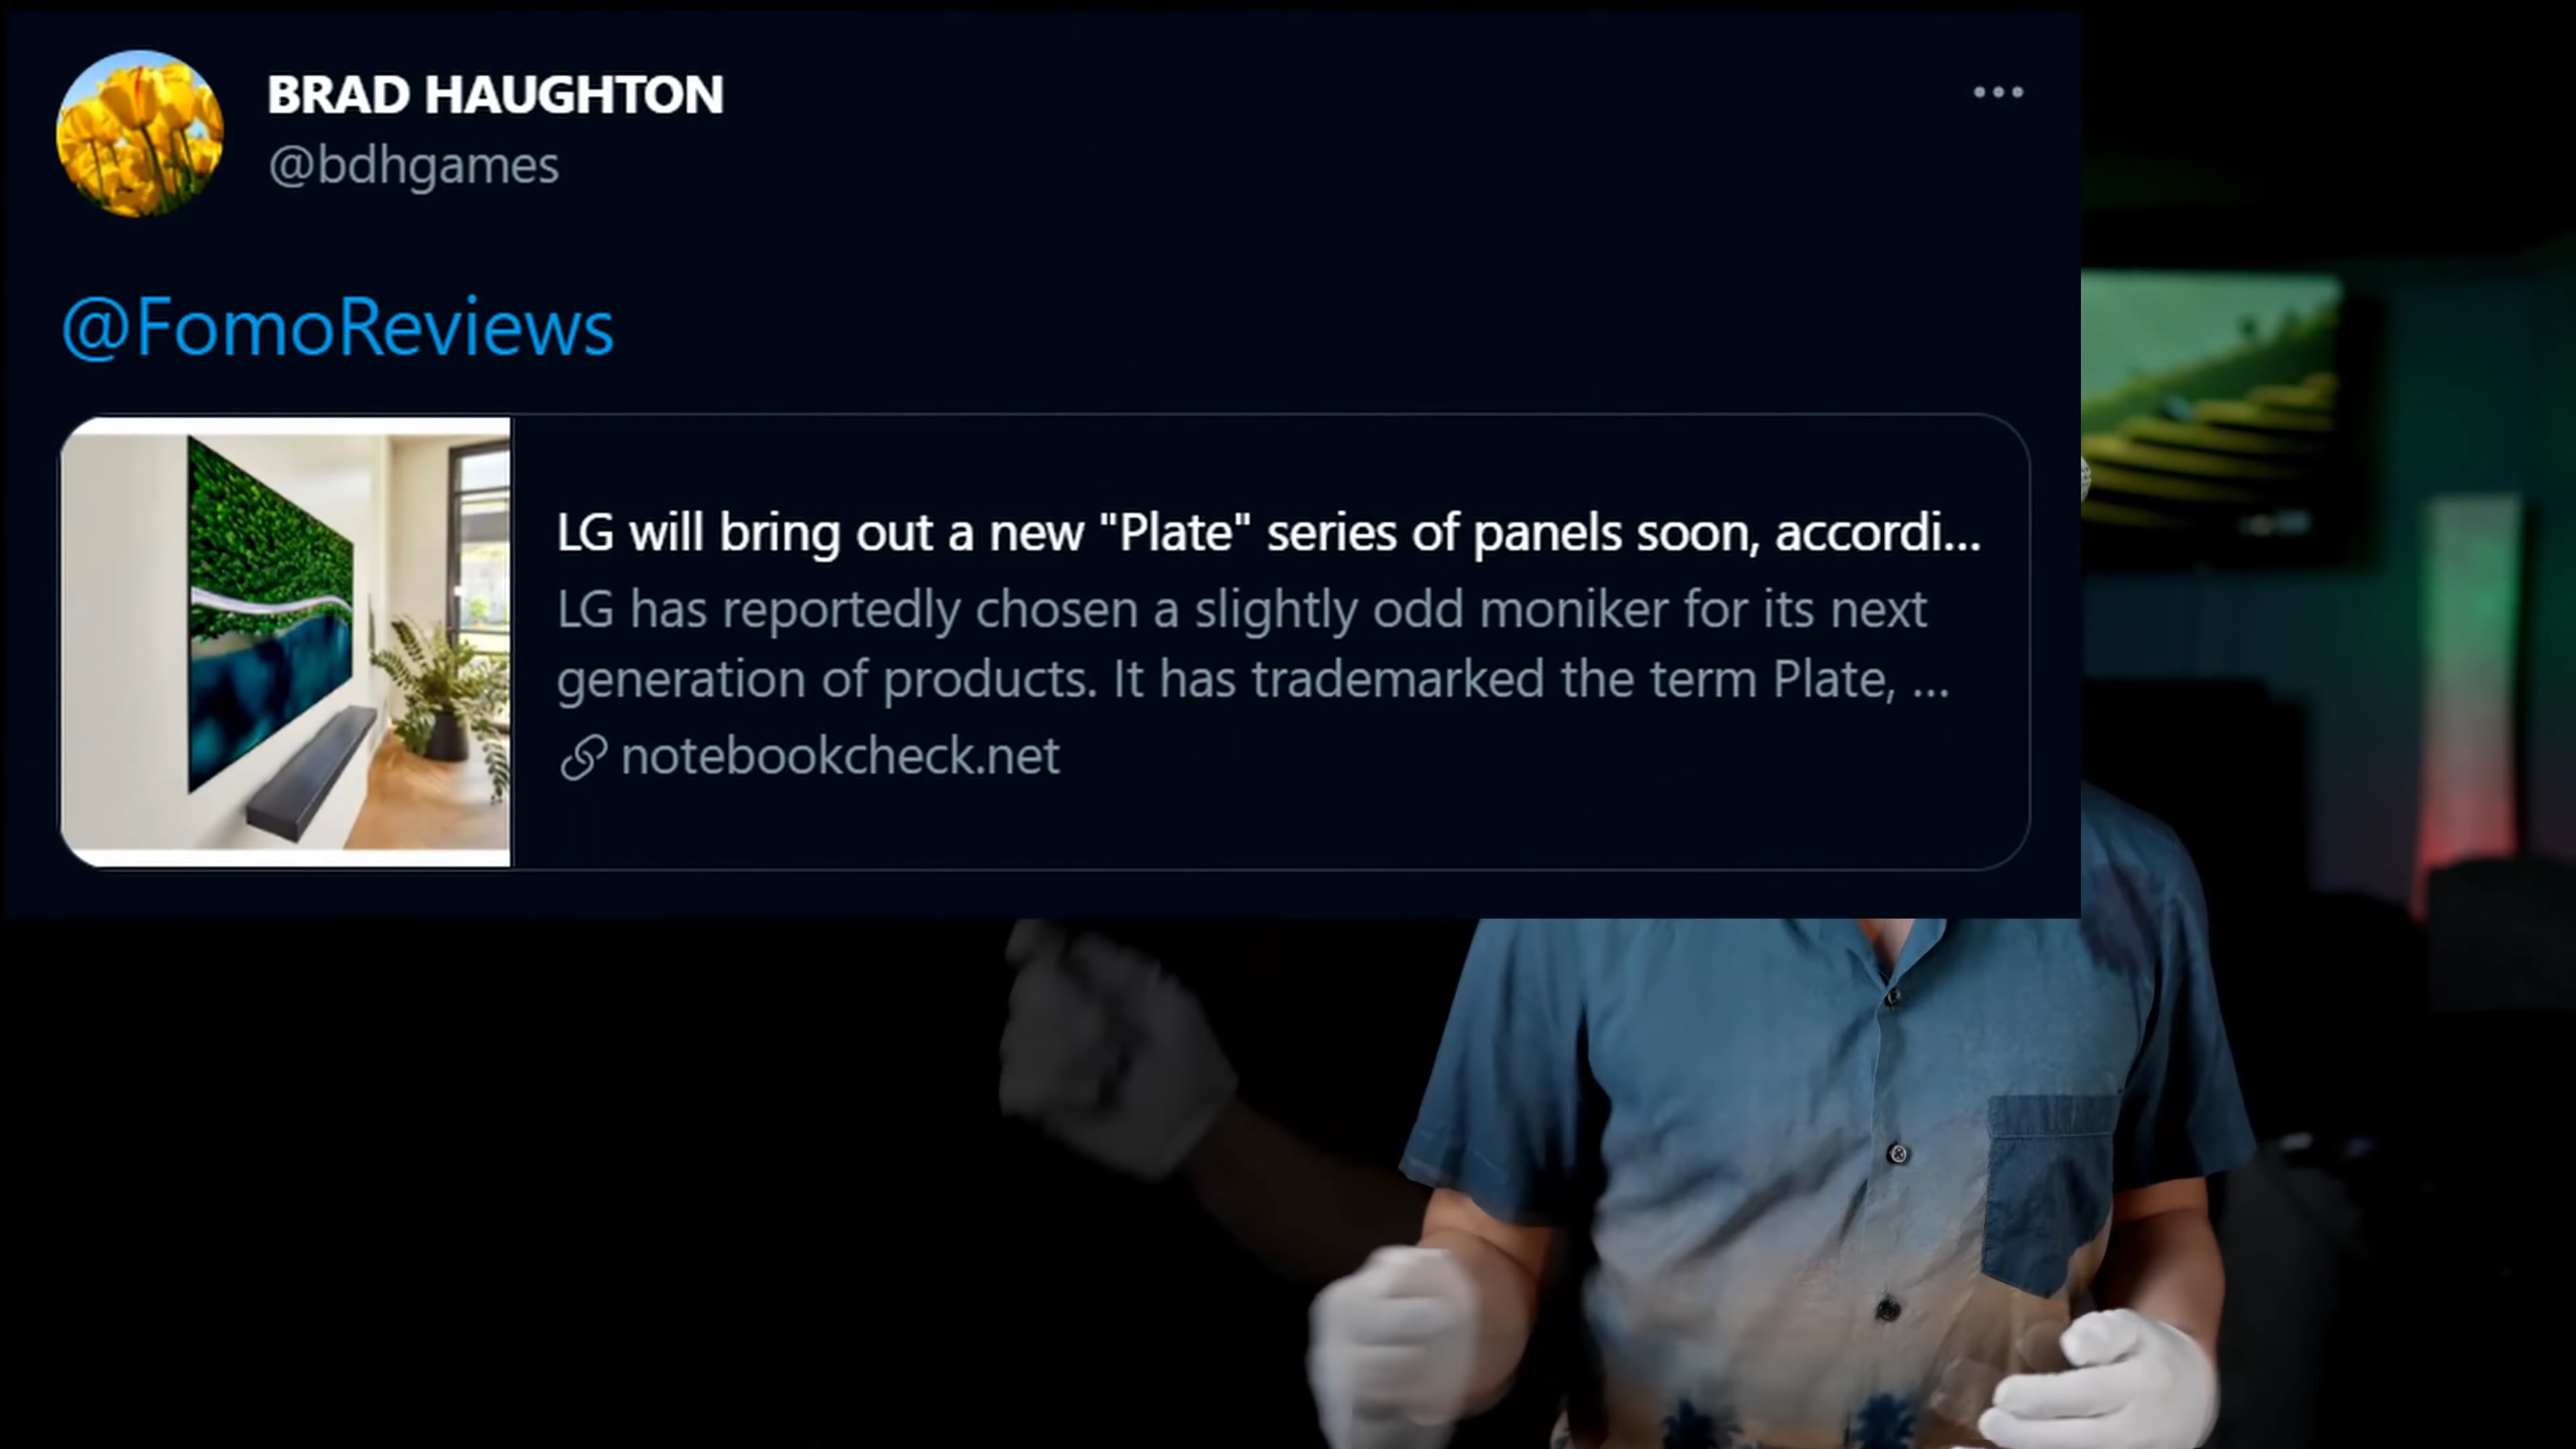 BRAD HAUGHTON
@bdhgames
@FomoReviews
LG will bring out a new "Plate" series of panels soon, accordi...
LG has reportedly chosen a slightly odd moniker for its next
generation of products. It has trademarked the term Plate, ...
notebookcheck.net